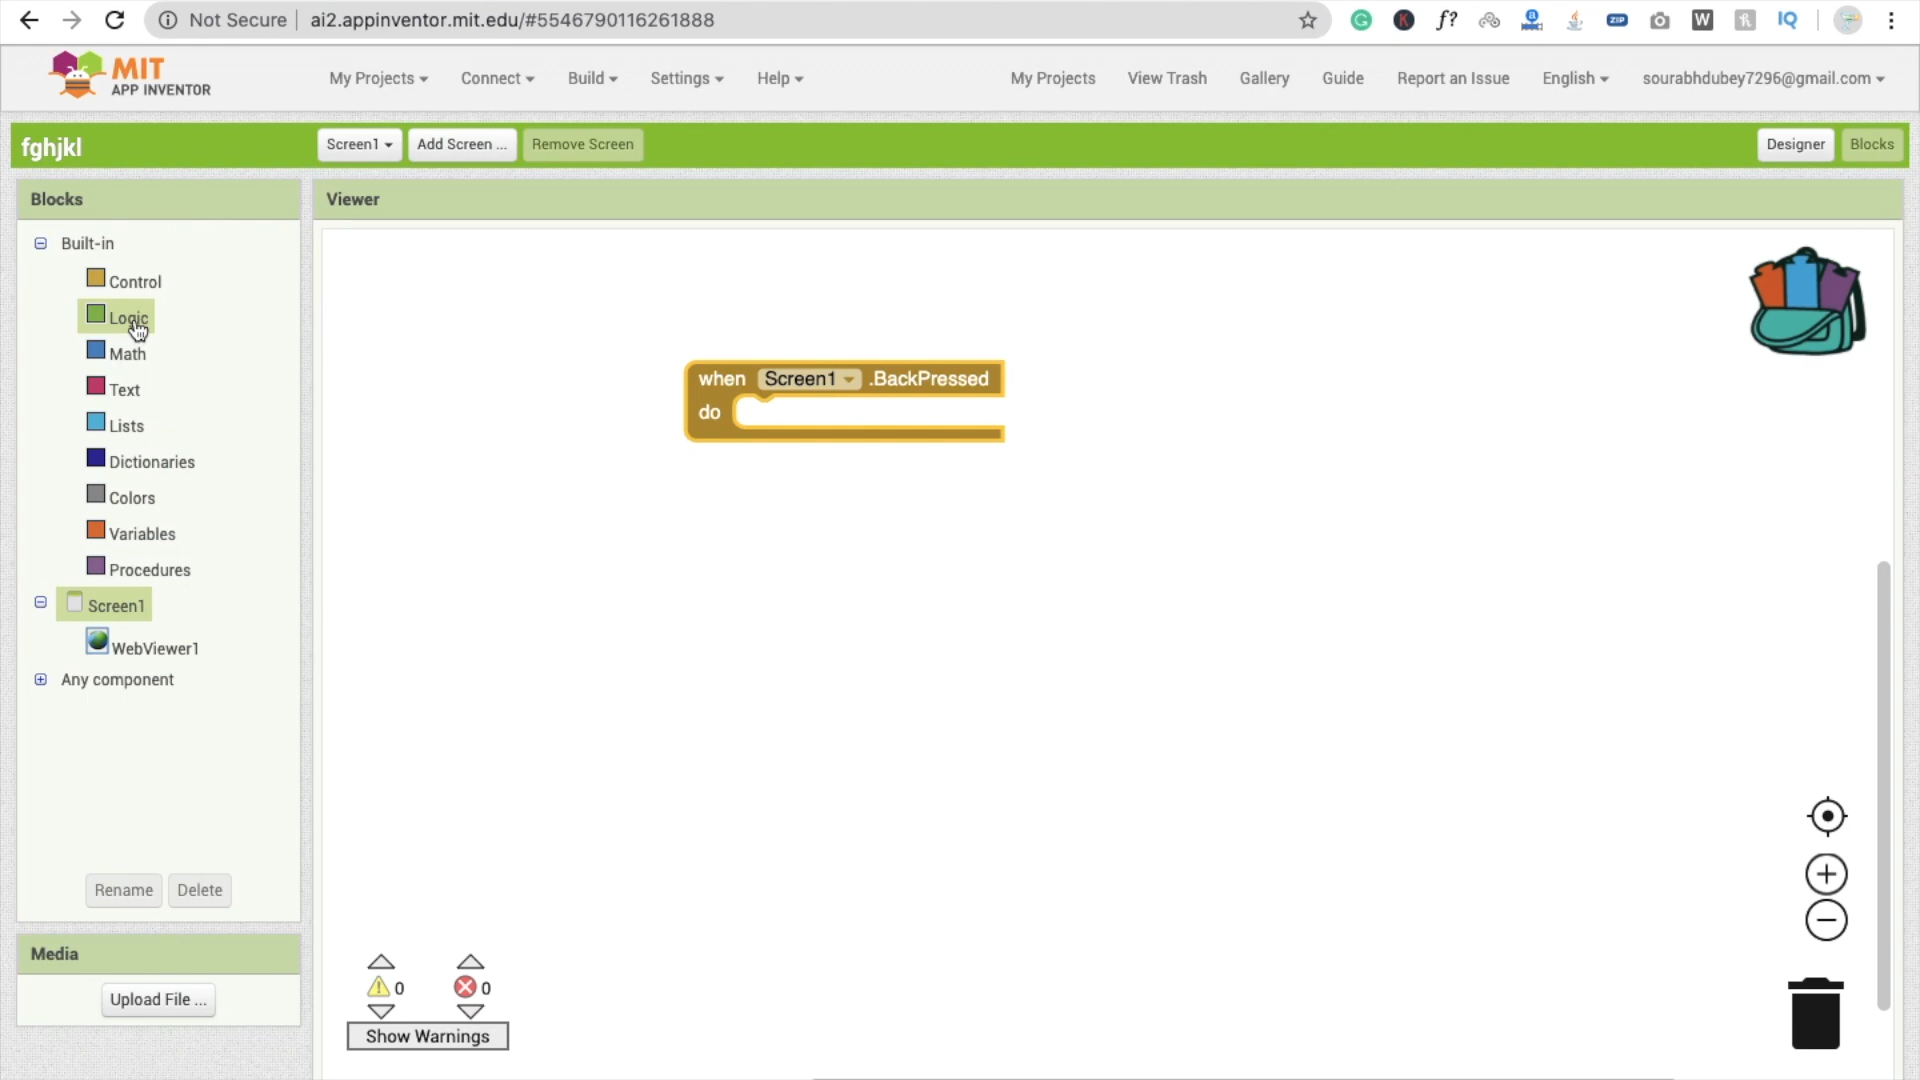 Not Secure | ai2.appinventor.mit.edu/#5546790116261888
K f? a ZIP W IQ
MIT
APP INVENTOR
My Projects Connect Build Settings Help My Projects View Trash Gallery Guide Report an Issue English sourabhdubey7296@gmail.com
fghjkl Screen1 Add Screen ... Remove Screen Designer Blocks
Blocks Viewer
Built-in
Control
Logic
Math
Text
Lists
Dictionaries
Colors
Variables
Procedures
Screen1
WebViewer1
Any component
when Screen1 .BackPressed
do
Rename Delete
Media
Upload File ...
0 0
Show Warnings